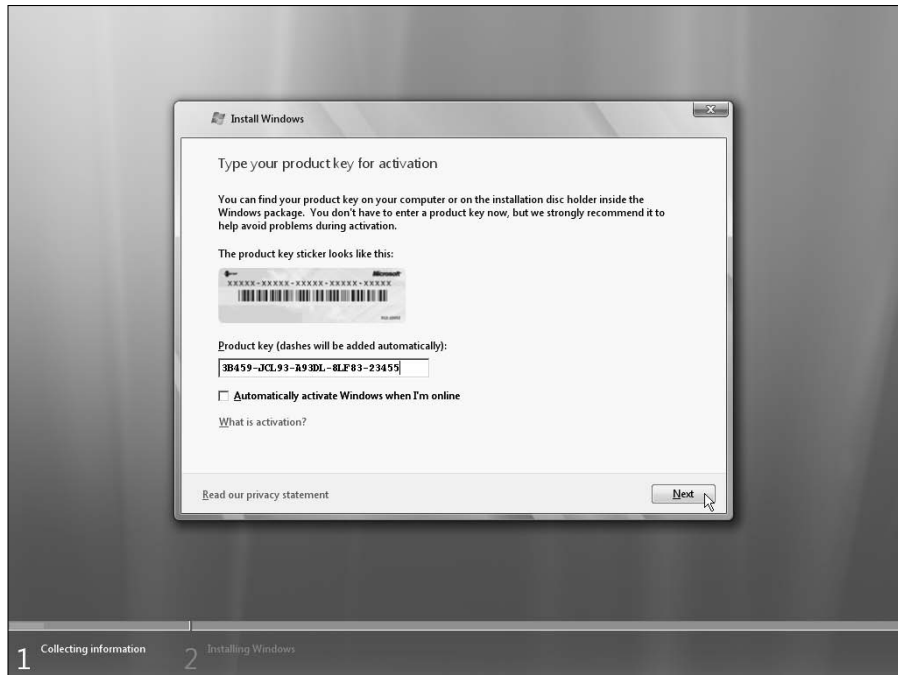 Install Windows
Type your product key for activation
You can find your product key on your computer or on the installation disc holder inside the
Windows package. You don't have to enter a product key now, but we strongly recommend it to
help avoid problems during activation.
The product key sticker looks like this:
Microsoft
XXXXX-XXXXX-XXXXX-XXXXX-XXXXX
Product key (dashes will be added automatically):
3B459-JCL93-A93DL-8LF83-23455
Automatically activate Windows when I'm online
What is activation?
Read our privacy statement
Next
1 Collecting information
2 Installing Windows